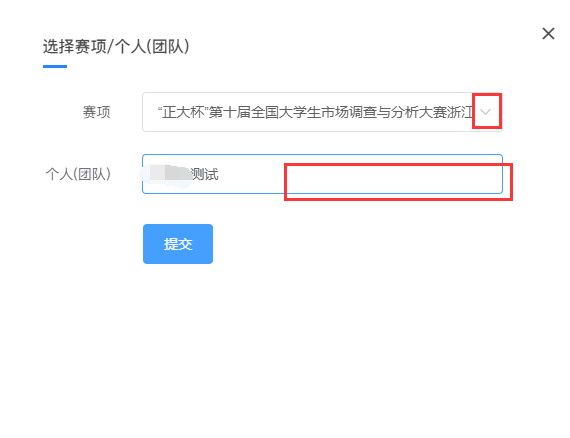 选择赛项/个人(团队)
赛项 “正大杯”第十届全国大学生市场调查与分析大赛浙江
个人(团队) 测试
提交